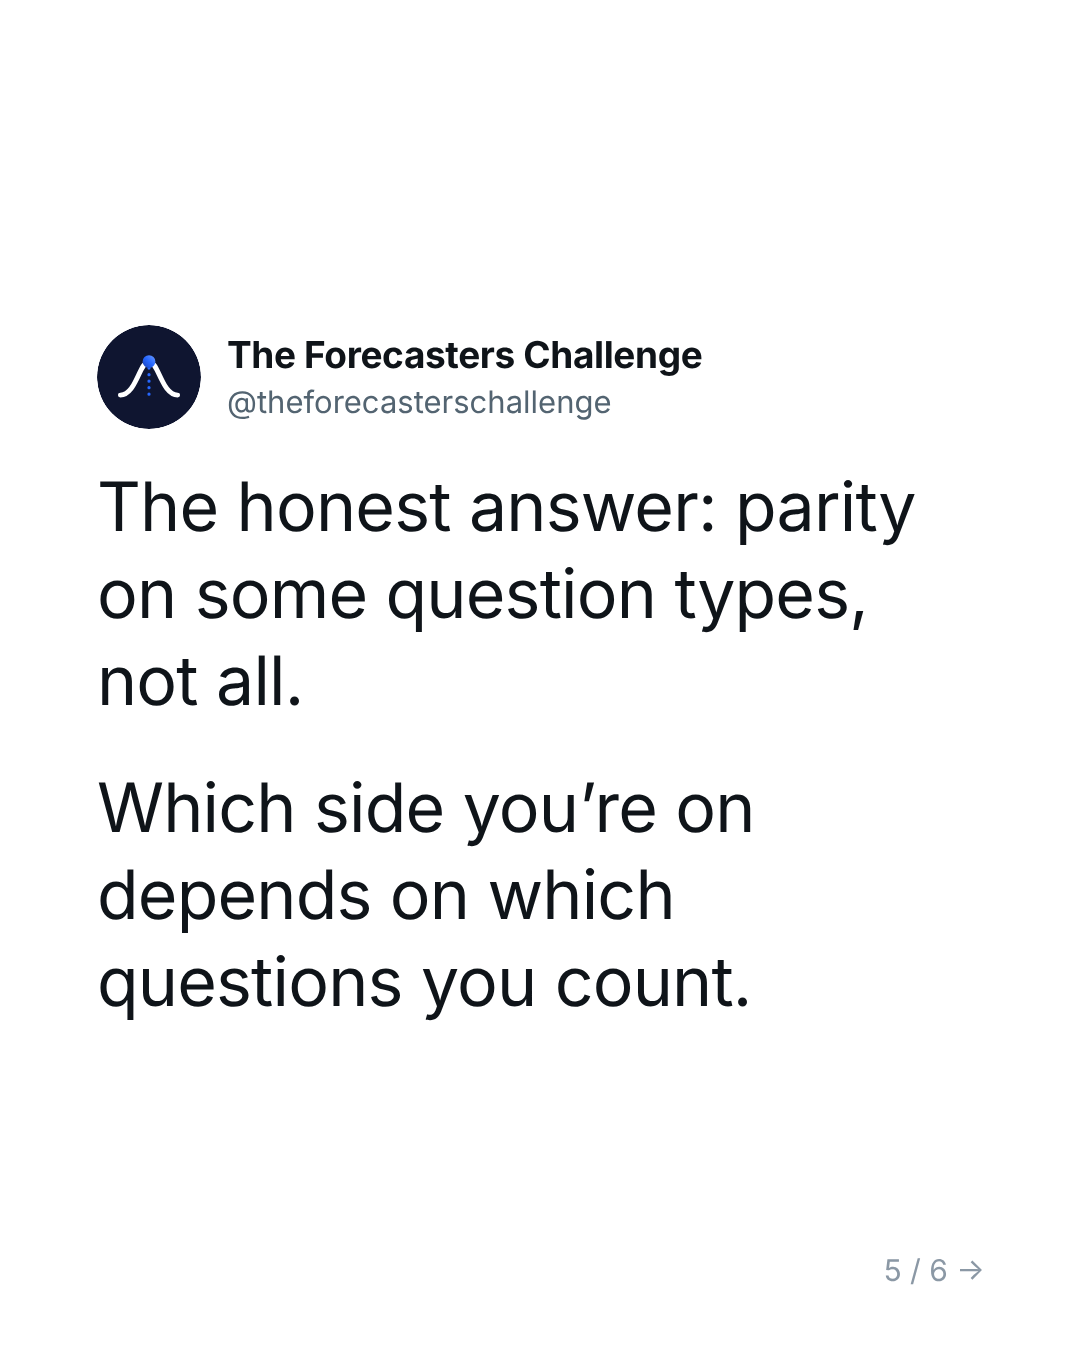 The Forecasters Challenge
@theforecasterschallenge
The honest answer: parity
on some question types,
not all.
Which side you’re on
depends on which
questions you count.
5 / 6 →